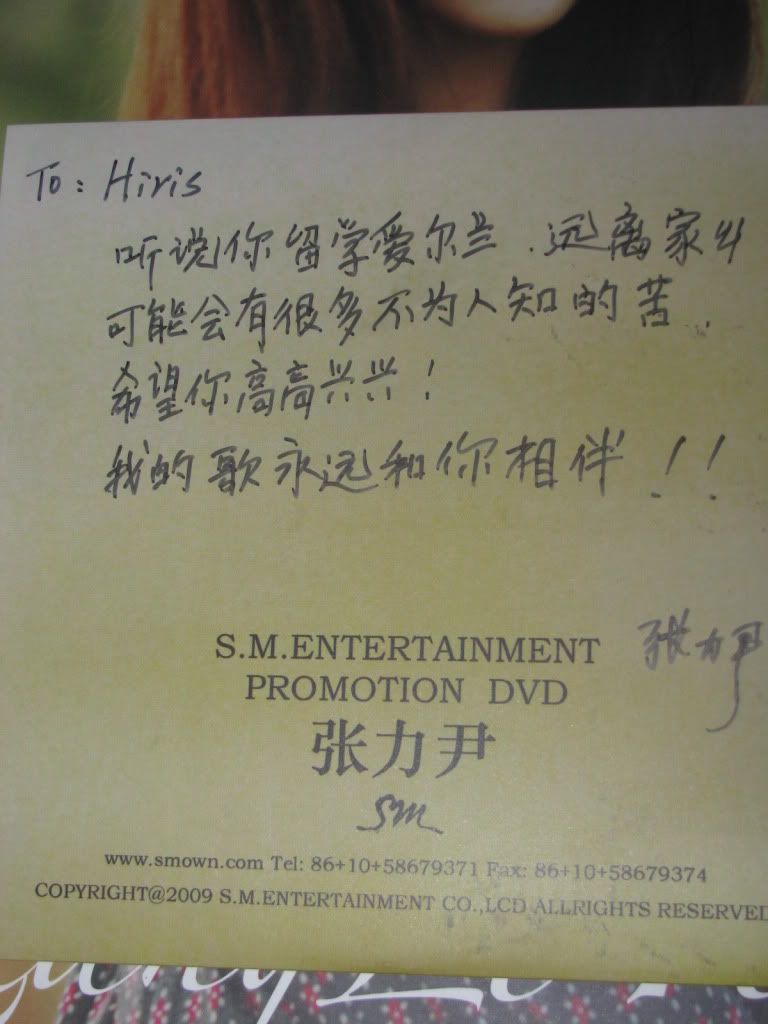 To: Hiris
听说你留学爱尔兰.远离家乡
可能会有很多不为人知的苦.
希望你高高兴兴!
我的歌永远和你相伴!!
张力尹
S.M.ENTERTAINMENT
PROMOTION DVD
张力尹
SM
www.smown.com Tel: 86+10+58679371 Fax: 86+10+58679374
COPYRIGHT@2009 S.M.ENTERTAINMENT CO.,LCD ALLRIGHTS RESERVED